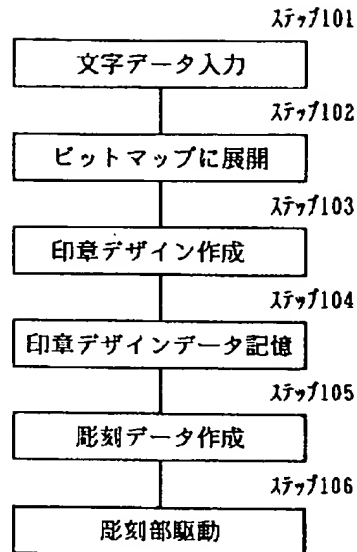 ステップ101
文字データ入力
ステップ102
ビットマップに展開
ステップ103
印章デザイン作成
ステップ104
印章デザインデータ記憶
ステップ105
彫刻データ作成
ステップ106
彫刻部駆動